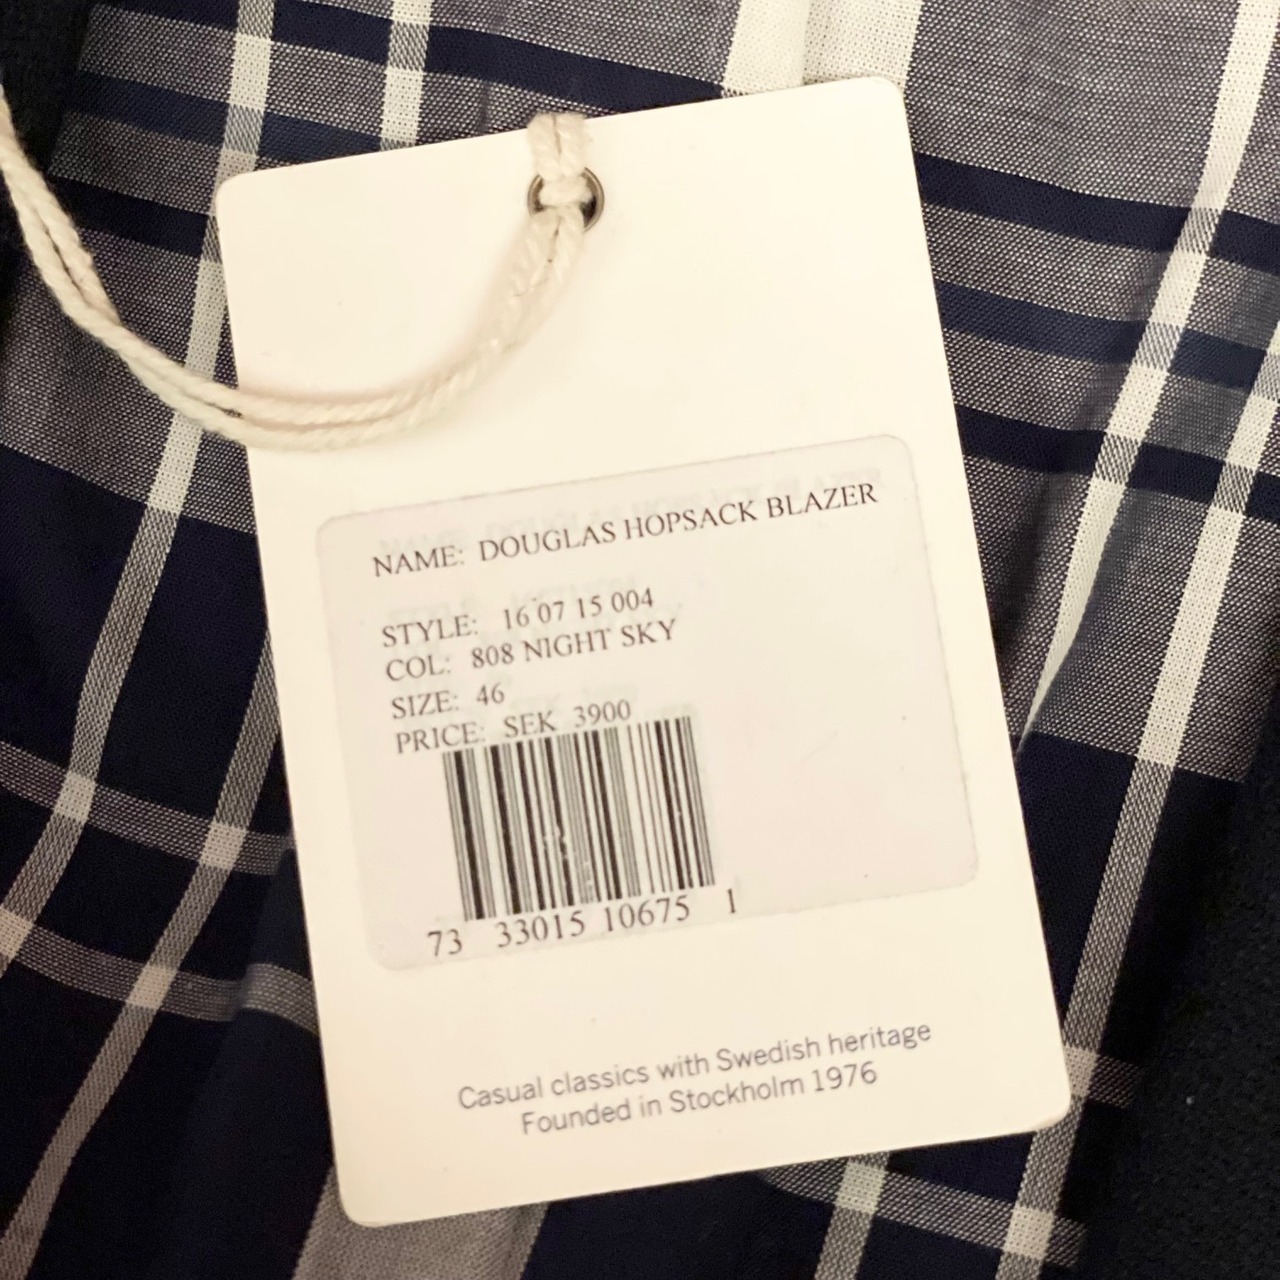 NAME: DOUGLAS HOPSACK BLAZER
STYLE: 16 07 15 004
COL: 808 NIGHT SKY
SIZE: 46
PRICE: SEK 3900
73 33015 10675 1
Casual classics with Swedish heritage
Founded in Stockholm 1976